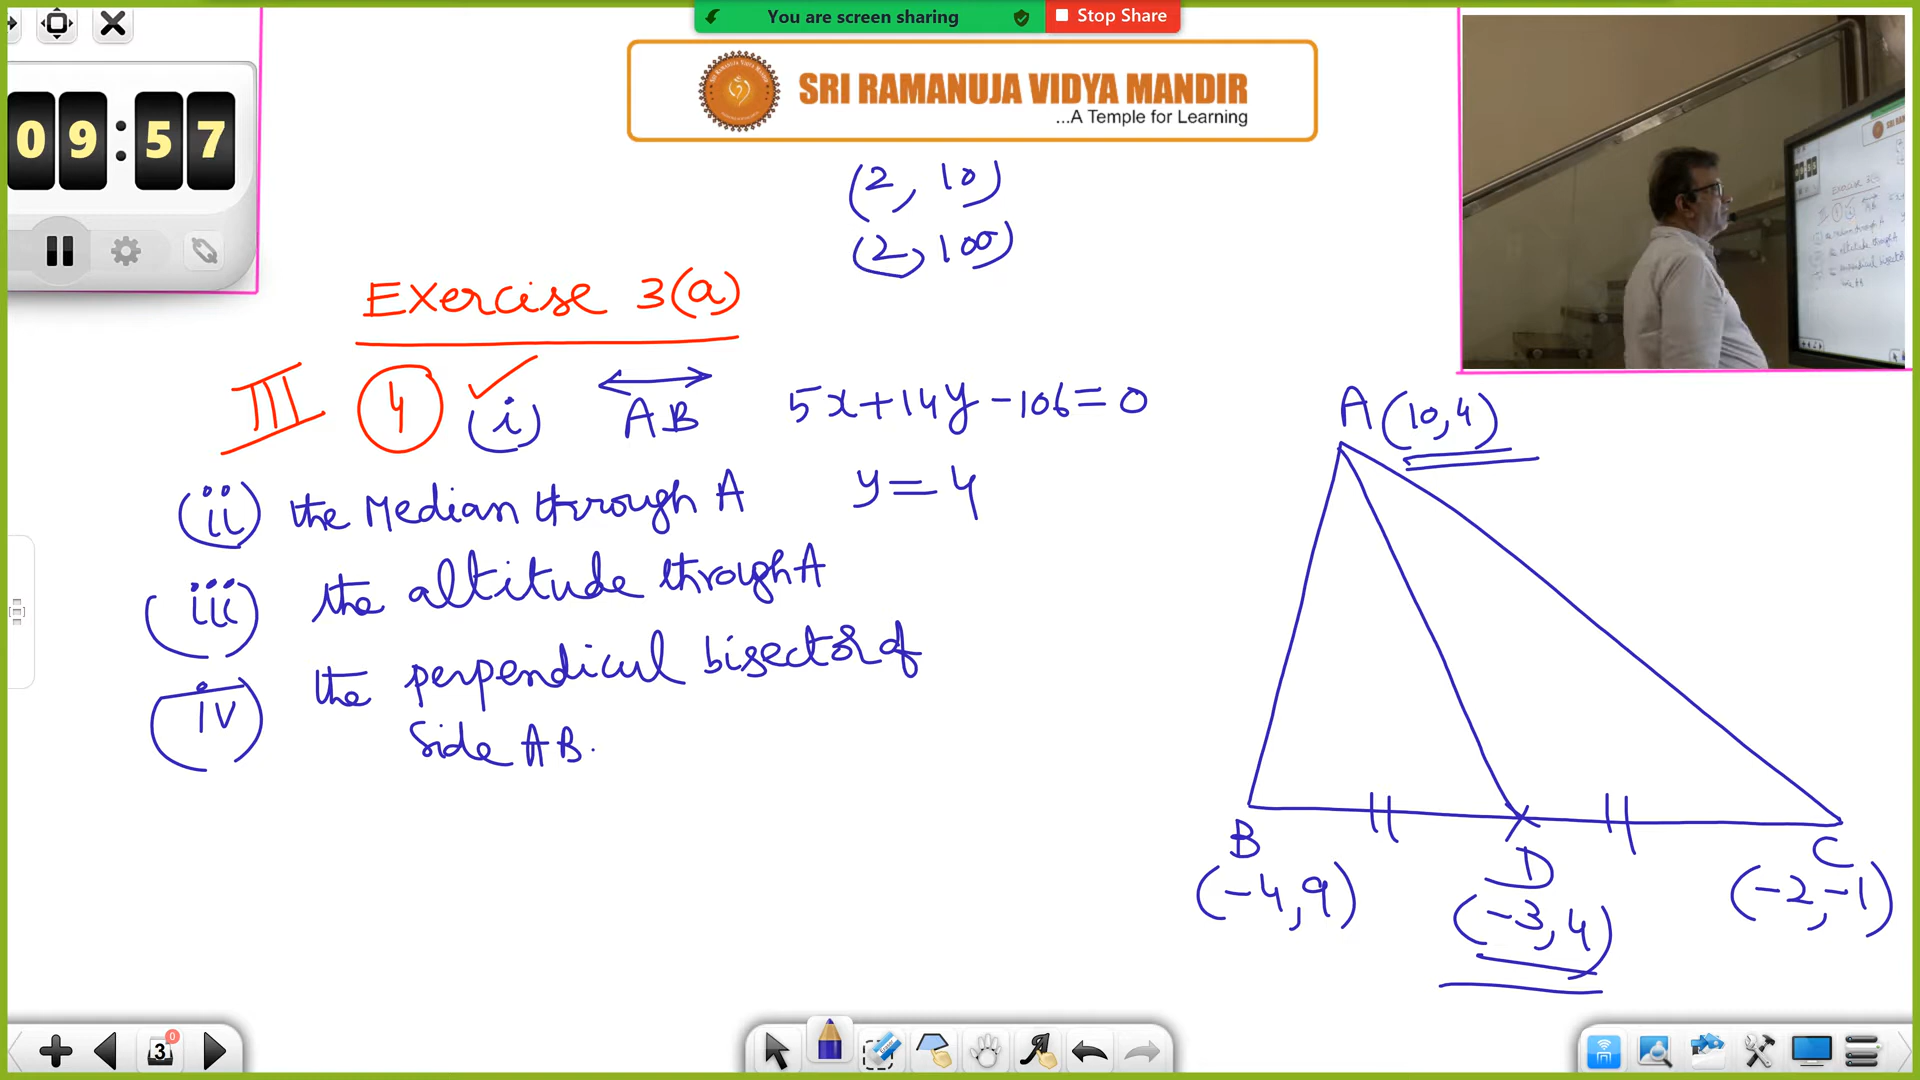 You are screen sharing
Stop Share
09:57
SRI RAMANUJA VIDYA MANDIR
...A Temple for Learning
(2, 10)
(2, 100)
Exercise 3(a)
III 4 (i) AB 5x+14y-106=0
(ii) the Median through A y=4
(iii) the altitude through A
(iv) the perpendicul bisector of
side AB.
A(10,4)
B
(-4,9)
D
(-3,4)
C
(-2,-1)
3
0